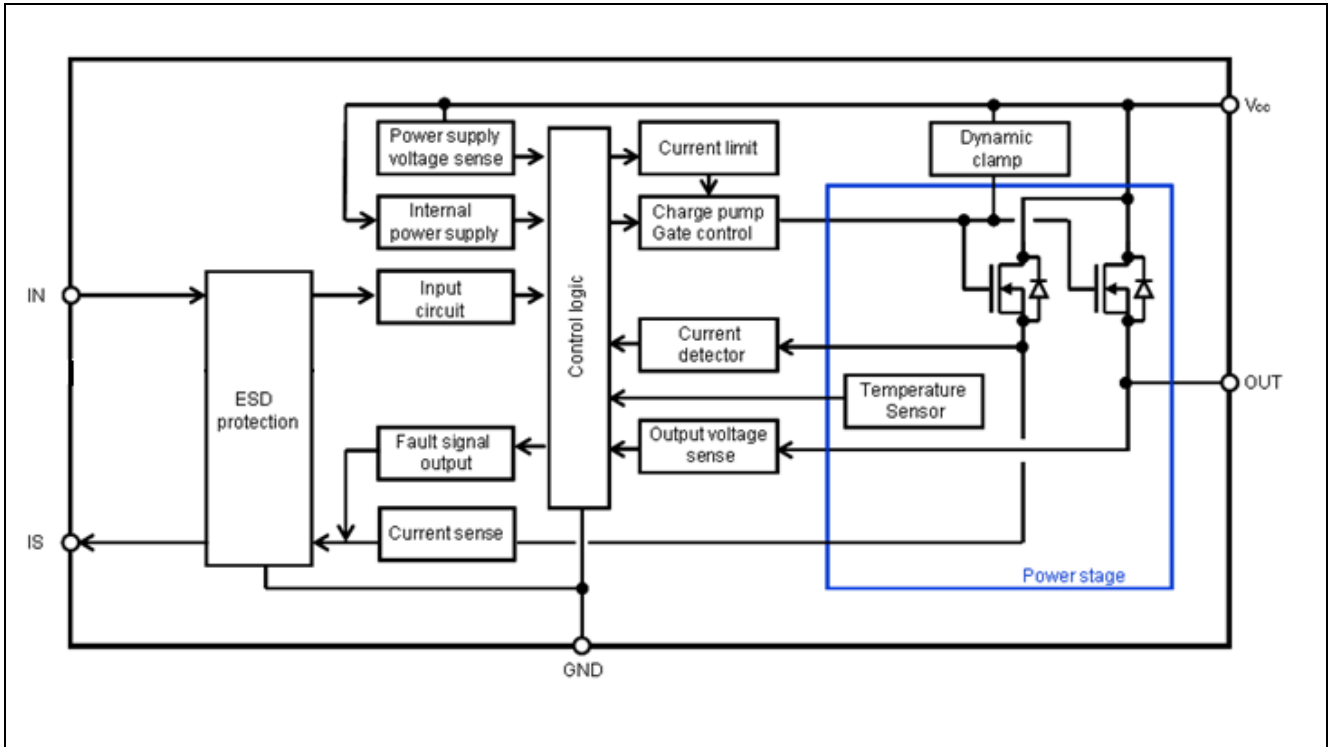 Vcc
Power supply
voltage sense
Current limit
Dynamic
clamp
Internal
power supply
Charge pump
Gate control
IN
Input
circuit
Control logic
Current
detector
OUT
ESD
protection
Temperature
Sensor
Fault signal
output
Output voltage
sense
IS
Current sense
Power stage
GND